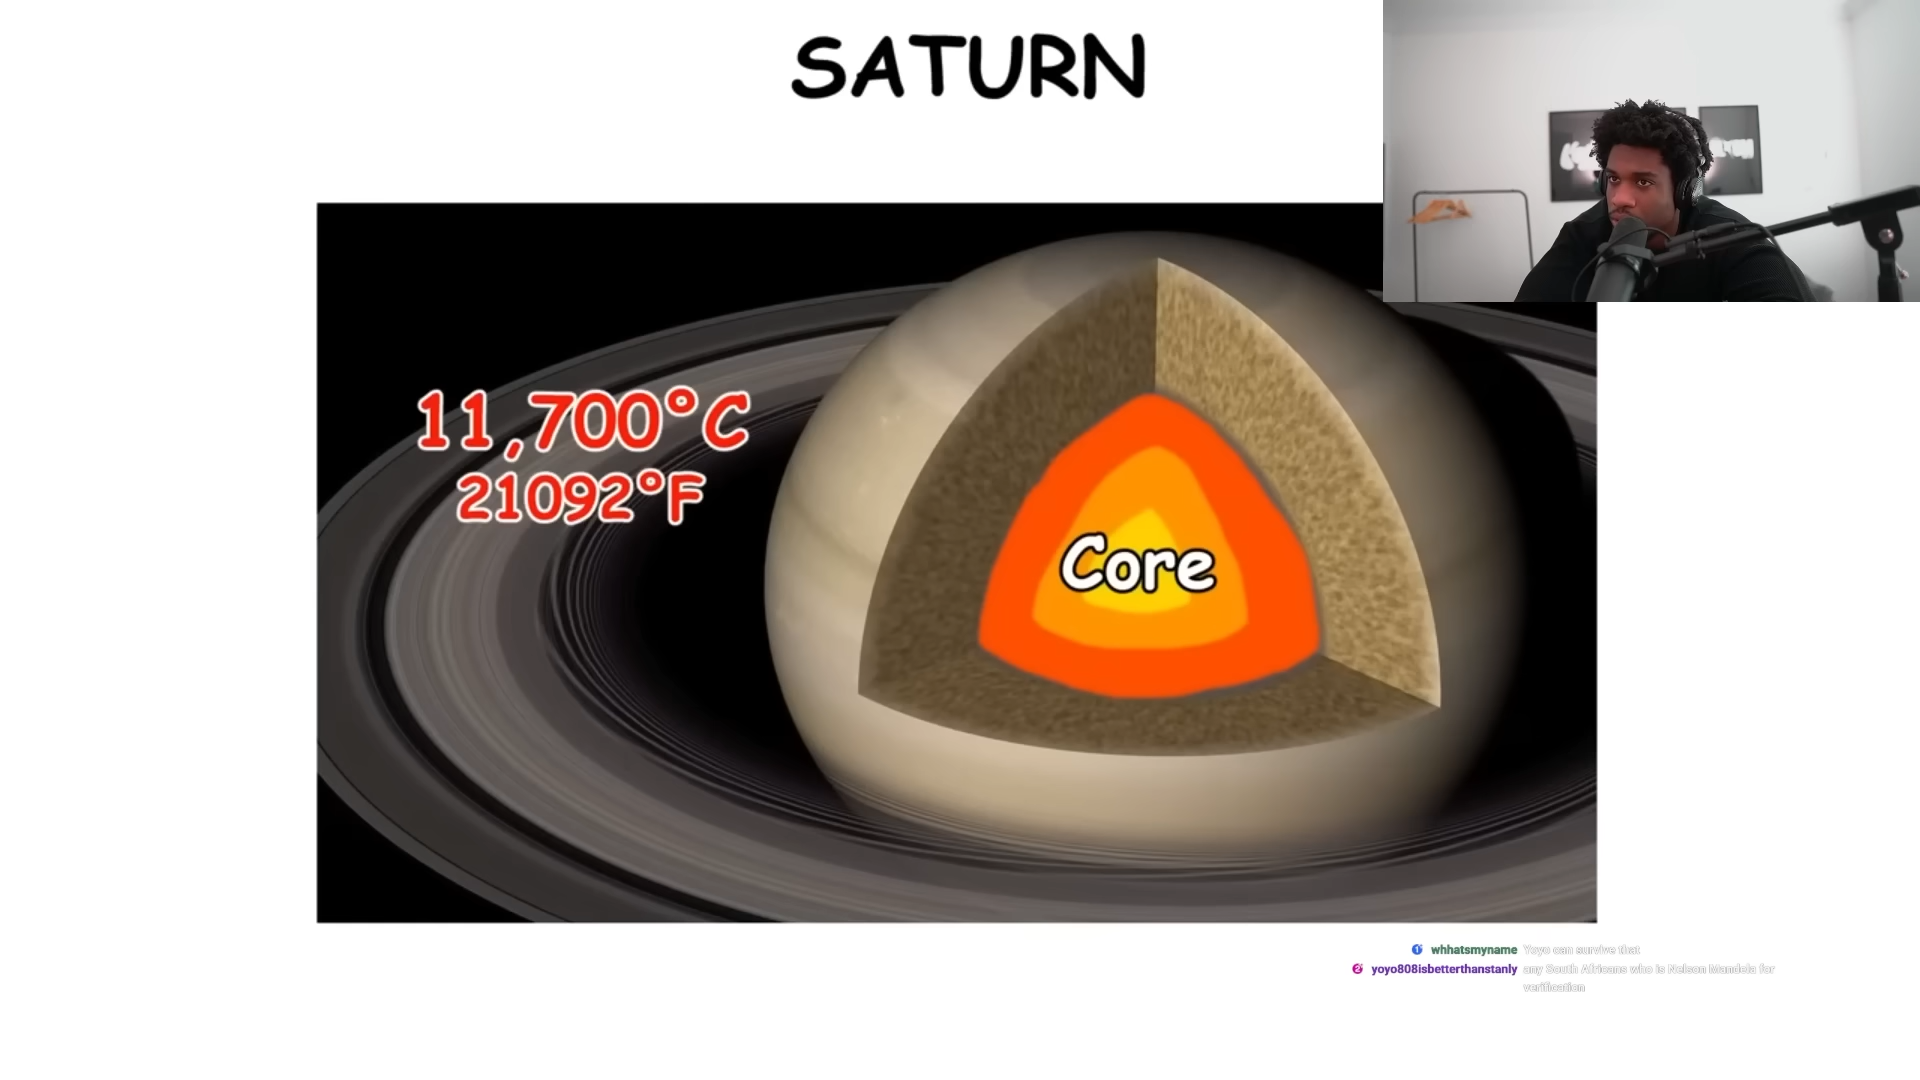 SATURN
11,700°C
21092°F
Core
whhatsmyname Yoyo can survive that
yoyo808isbetterthanstanly any South Africans who is Nelson Mandela for
verification